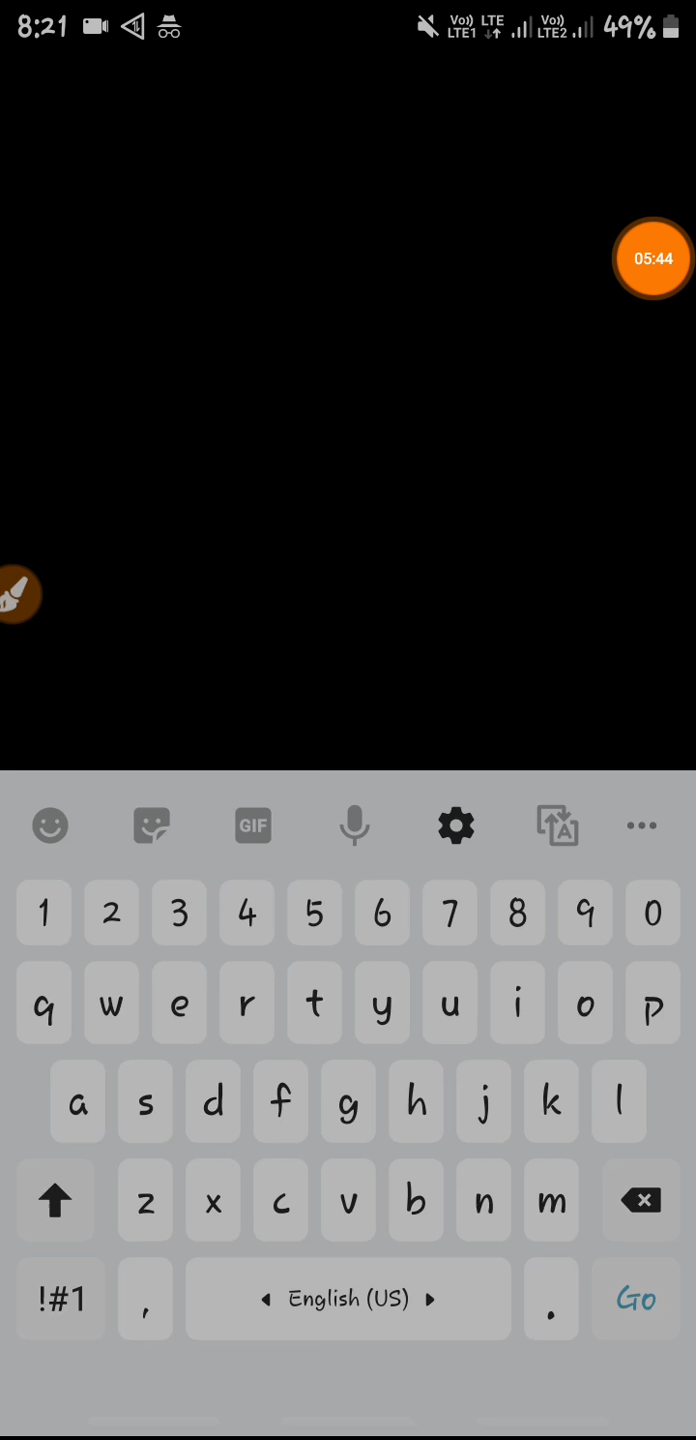 8:21 Vo)) LTE1 LTE Vo)) LTE2 49%
05:44
GIF A
1 2 3 4 5 6 7 8 9 0
q w e r t y u i o p
a s d f g h j k l
z x c v b n m
!#1 , English (US) . Go